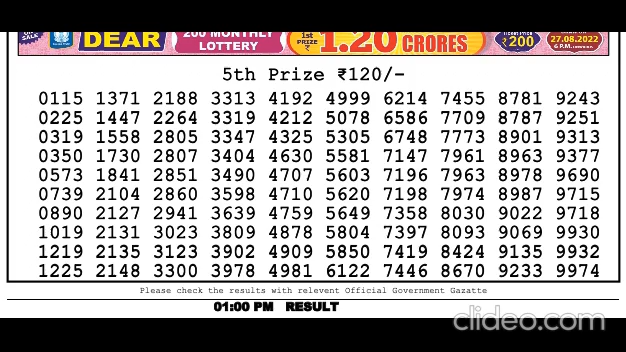 SALE
DEAR
200 MONTHLY
LOTTERY
1st
PRIZE
₹
1.20 CRORES
₹200
27.08.2022
6 P.M.
5th Prize ₹120/-
0115 1371 2188 3313 4192 4999 6214 7455 8781 9243
0225 1447 2264 3319 4212 5078 6586 7709 8787 9251
0319 1558 2805 3347 4325 5305 6748 7773 8901 9313
0350 1730 2807 3404 4630 5581 7147 7961 8963 9377
0573 1841 2851 3490 4707 5603 7196 7963 8978 9690
0739 2104 2860 3598 4710 5620 7198 7974 8987 9715
0890 2127 2941 3639 4759 5649 7358 8030 9022 9718
1019 2131 3023 3809 4878 5804 7397 8093 9069 9930
1219 2135 3123 3902 4909 5850 7419 8424 9135 9932
1225 2148 3300 3978 4981 6122 7446 8670 9233 9974
Please check the results with relevent Official Government Gazatte
01:00 PM RESULT
clideo.com